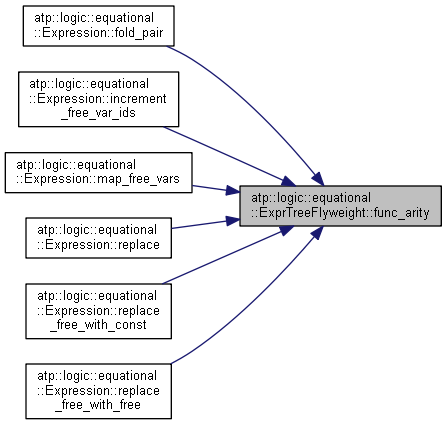 atp::logic::equational
::Expression::fold_pair
atp::logic::equational
::Expression::increment
_free_var_ids
atp::logic::equational
::Expression::map_free_vars
atp::logic::equational
::ExprTreeFlyweight::func_arity
atp::logic::equational
::Expression::replace
atp::logic::equational
::Expression::replace
_free_with_const
atp::logic::equational
::Expression::replace
_free_with_free